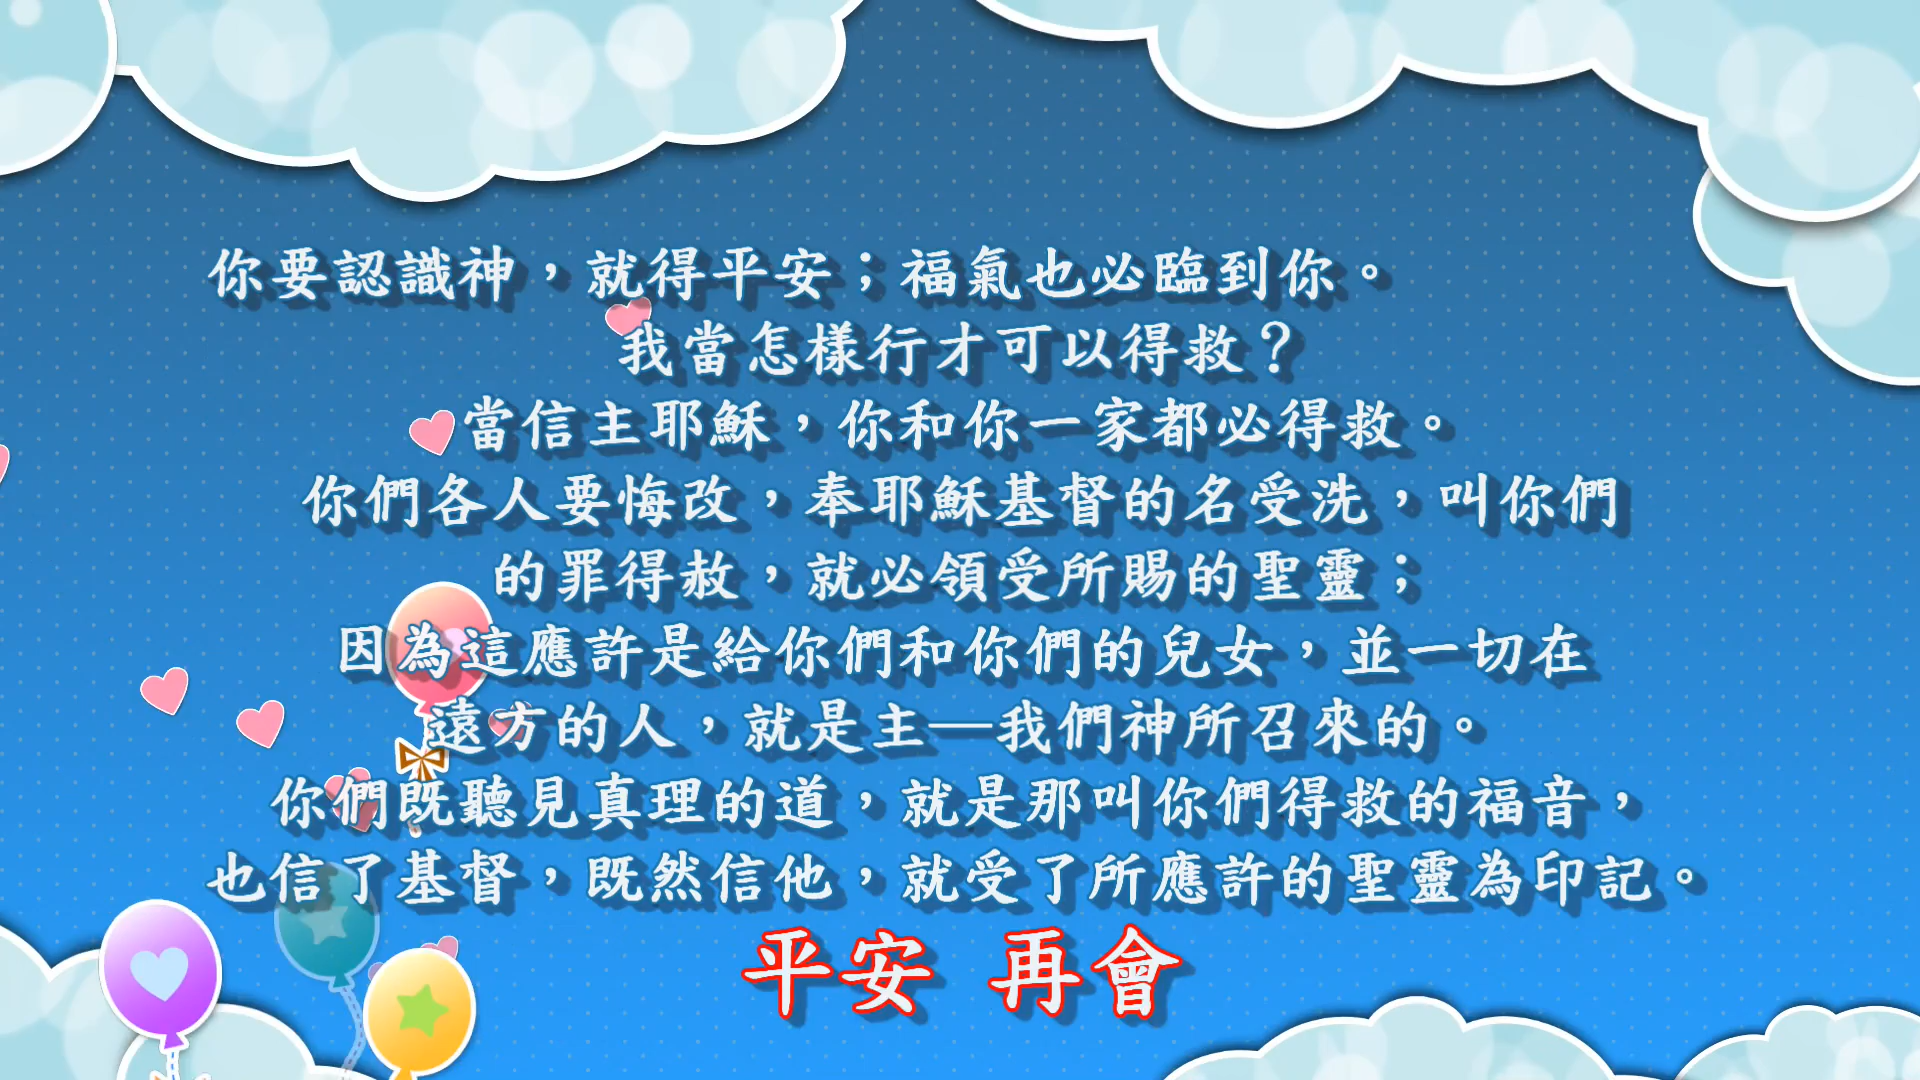 你要認識神，就得平安；福氣也必臨到你。
我當怎樣行才可以得救？
當信主耶穌，你和你一家都必得救。
你們各人要悔改，奉耶穌基督的名受洗，叫你們
的罪得赦，就必領受所賜的聖靈；
因為這應許是給你們和你們的兒女，並一切在
遠方的人，就是主—我們神所召來的。
你們既聽見真理的道，就是那叫你們得救的福音，
也信了基督，既然信他，就受了所應許的聖靈為印記。
平安 再會